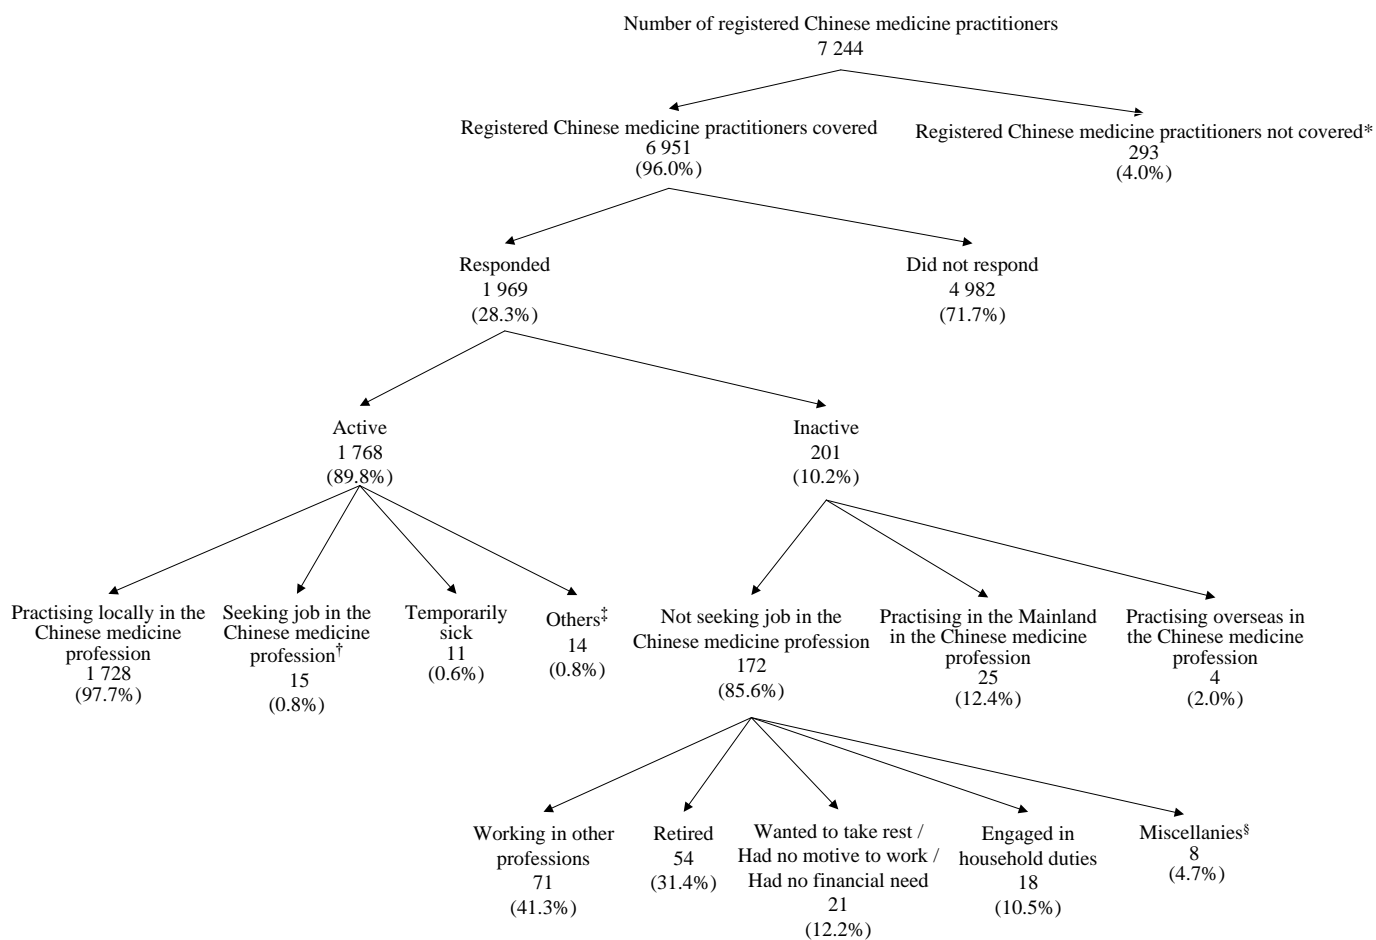 Number of registered Chinese medicine practitioners
7 244
Registered Chinese medicine practitioners covered
6 951
(96.0%)
Registered Chinese medicine practitioners not covered*
293
(4.0%)
Responded
1 969
(28.3%)
Did not respond
4 982
(71.7%)
Active
1 768
(89.8%)
Inactive
201
(10.2%)
Practising locally in the
Chinese medicine
profession
1 728
(97.7%)
Seeking job in the
Chinese medicine
profession†
15
(0.8%)
Temporarily
sick
11
(0.6%)
Others‡
14
(0.8%)
Not seeking job in the
Chinese medicine profession
172
(85.6%)
Practising in the Mainland
in the Chinese medicine
profession
25
(12.4%)
Practising overseas in
the Chinese medicine
profession
4
(2.0%)
Working in other
professions
71
(41.3%)
Retired
54
(31.4%)
Wanted to take rest /
Had no motive to work /
Had no financial need
21
(12.2%)
Engaged in
household duties
18
(10.5%)
Miscellanies§
8
(4.7%)